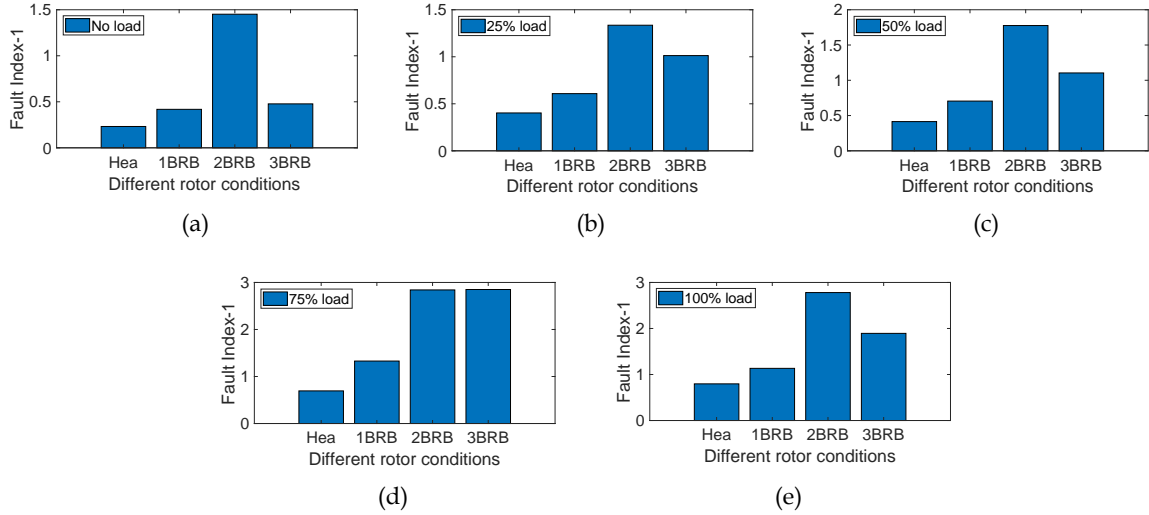 1.5
No load
1
0.5
0
Fault Index-1
Hea 1BRB 2BRB 3BRB
Different rotor conditions
(a)
1.5
25% load
1
0.5
0
Fault Index-1
Hea 1BRB 2BRB 3BRB
Different rotor conditions
(b)
2
50% load
1.5
1
0.5
0
Fault Index-1
Hea 1BRB 2BRB 3BRB
Different rotor conditions
(c)
3
75% load
2
1
0
Fault Index-1
Hea 1BRB 2BRB 3BRB
Different rotor conditions
(d)
3
100% load
2
1
0
Fault Index-1
Hea 1BRB 2BRB 3BRB
Different rotor conditions
(e)